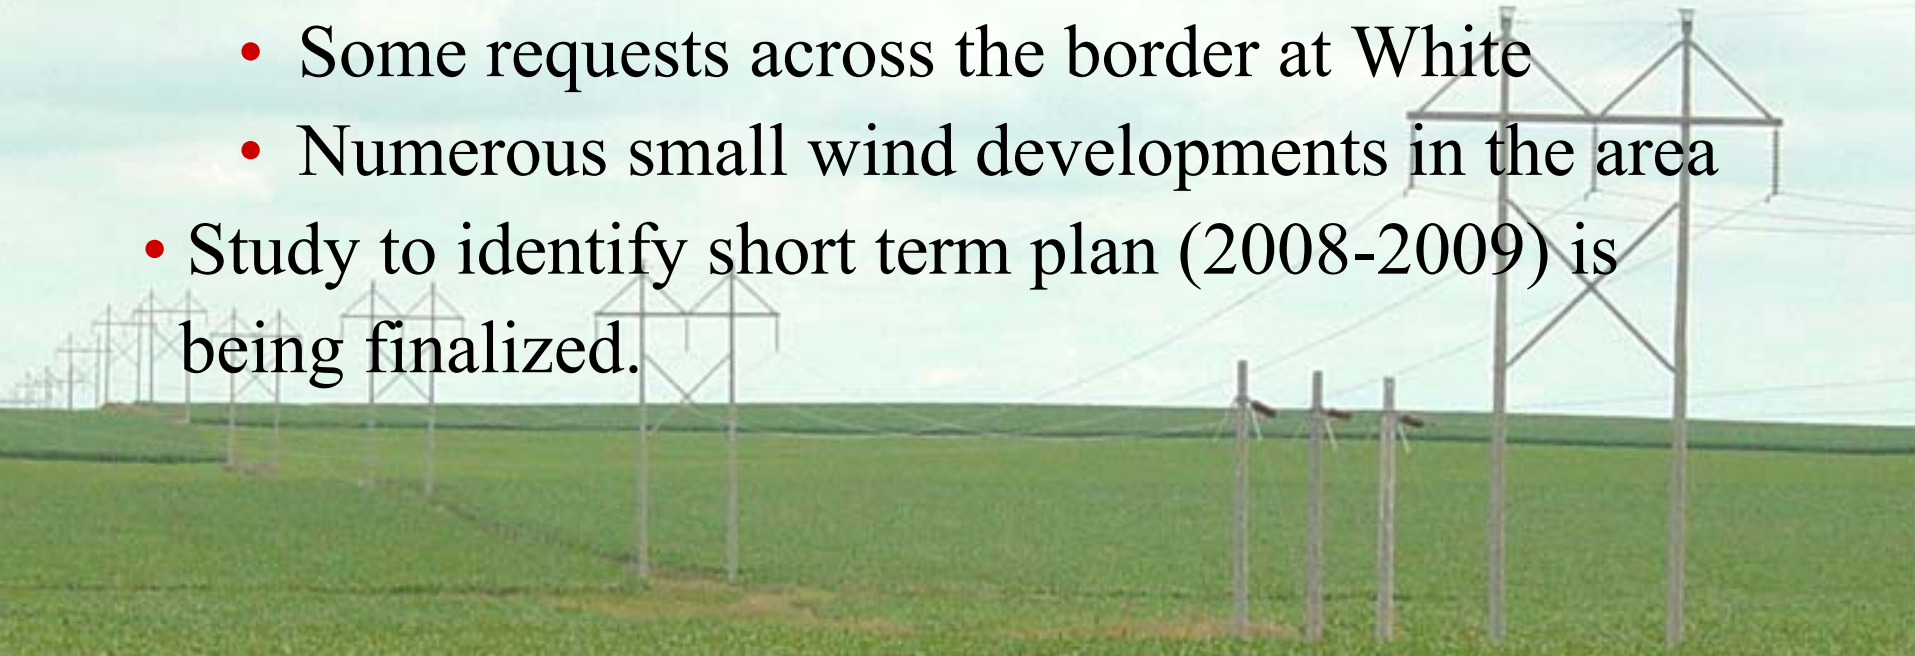 • Some requests across the border at White
• Numerous small wind developments in the area
• Study to identify short term plan (2008-2009) is
being finalized.